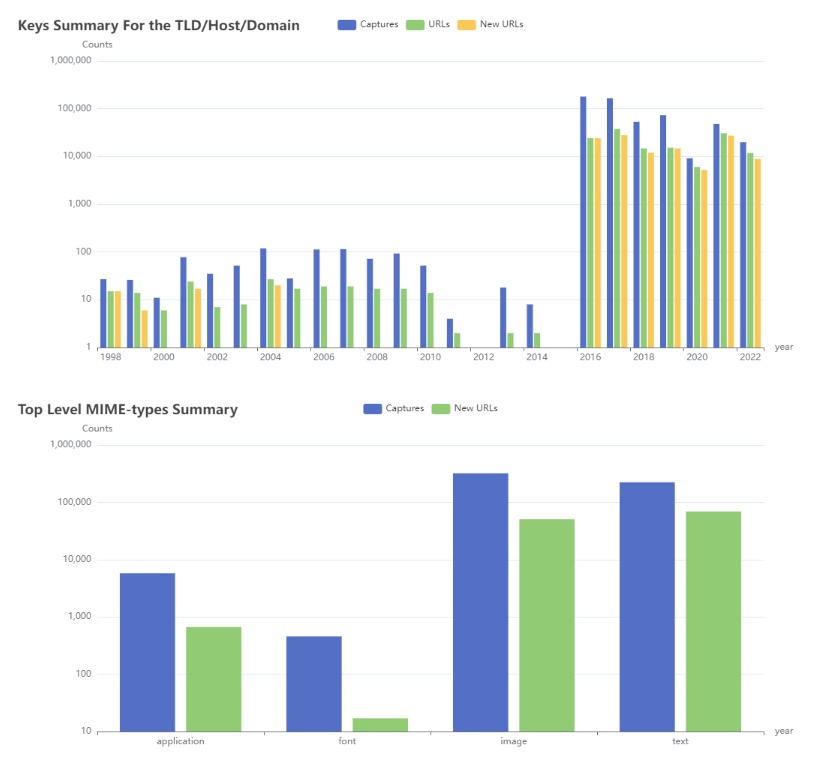 Keys Summary For the TLD/Host/Domain
Captures URLs New URLs
Counts
1,000,000
100,000
10,000
1,000
100
10
1
1998 2000 2002 2004 2006 2008 2010 2012 2014 2016 2018 2020 2022 year
Top Level MIME-types Summary
Captures New URLs
Counts
1,000,000
100,000
10,000
1,000
100
10
application font image text year